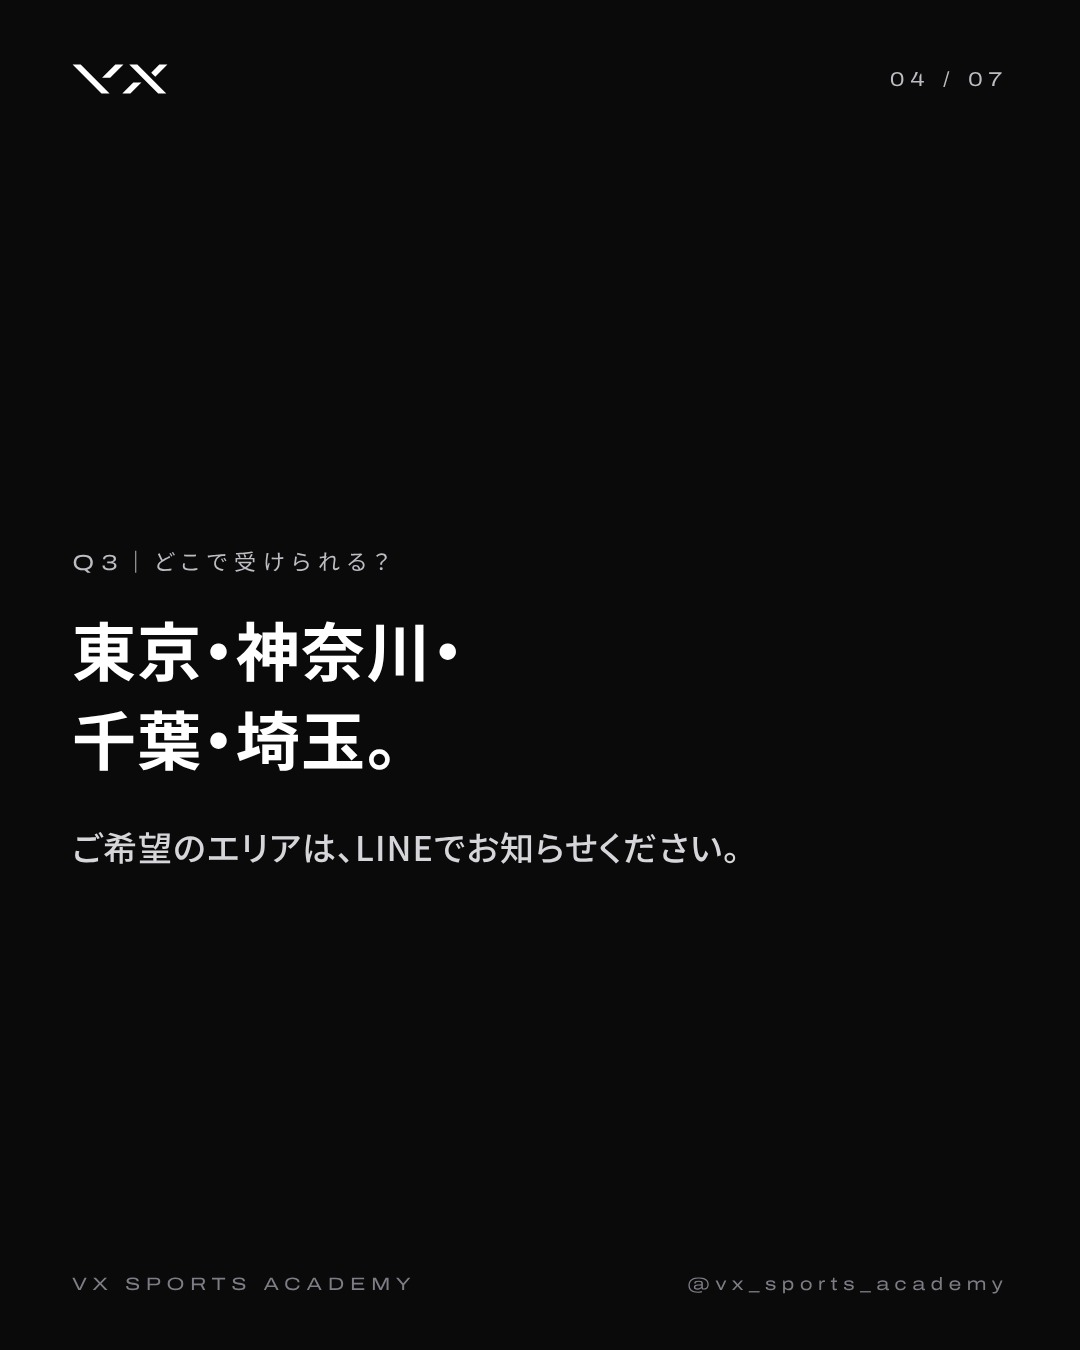 VX
04 / 07
Q3｜どこで受けられる？
東京・神奈川・
千葉・埼玉。
ご希望のエリアは、LINEでお知らせください。
VX SPORTS ACADEMY
@vx_sports_academy